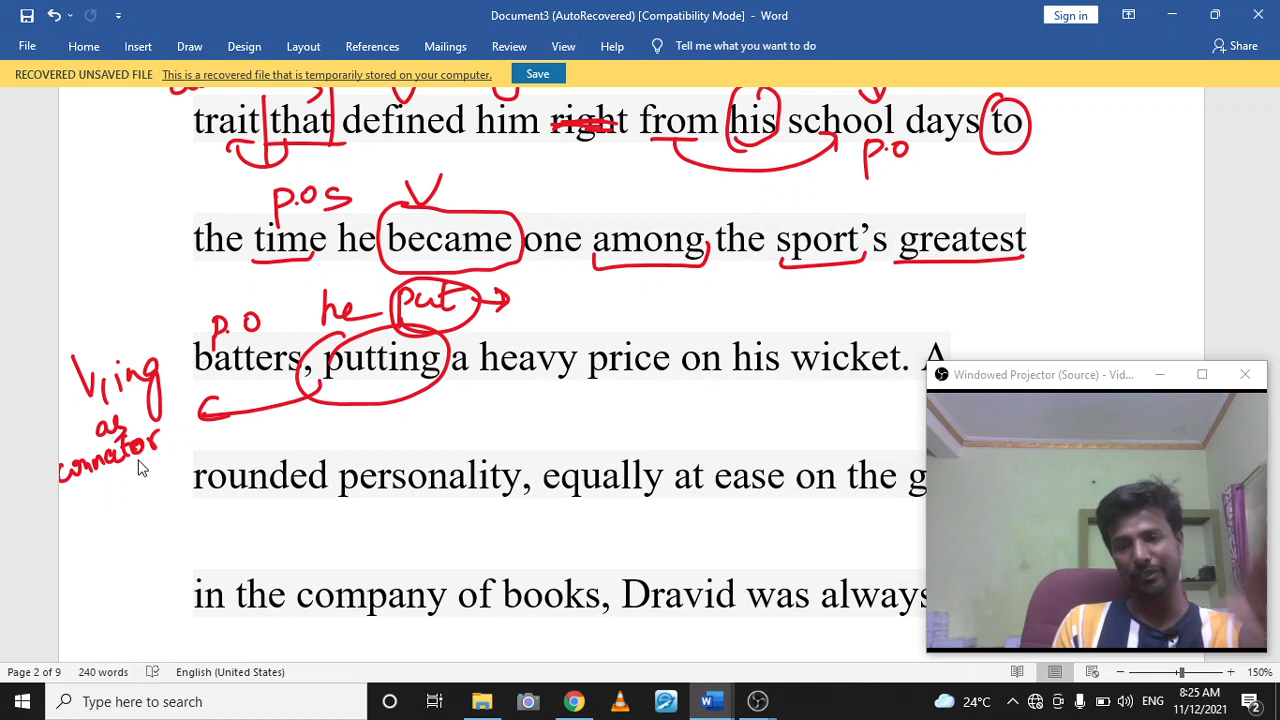 Document3 (AutoRecovered) [Compatibility Mode] - Word
Sign in
File Home Insert Draw Design Layout References Mailings Review View Help Tell me what you want to do Share
RECOVERED UNSAVED FILE This is a recovered file that is temporarily stored on your computer. Save
trait that defined him right from his school days to
p.o
p.o s V
the time he became one among the sport’s greatest
p.o he put
batters, putting a heavy price on his wicket. A
Windowed Projector (Source) - Vid...
V, ing
as
connator
rounded personality, equally at ease on the g
in the company of books, Dravid was always
Page 2 of 9 240 words English (United States) 150%
Type here to search 24°C ENG 8:25 AM
11/12/2021 2